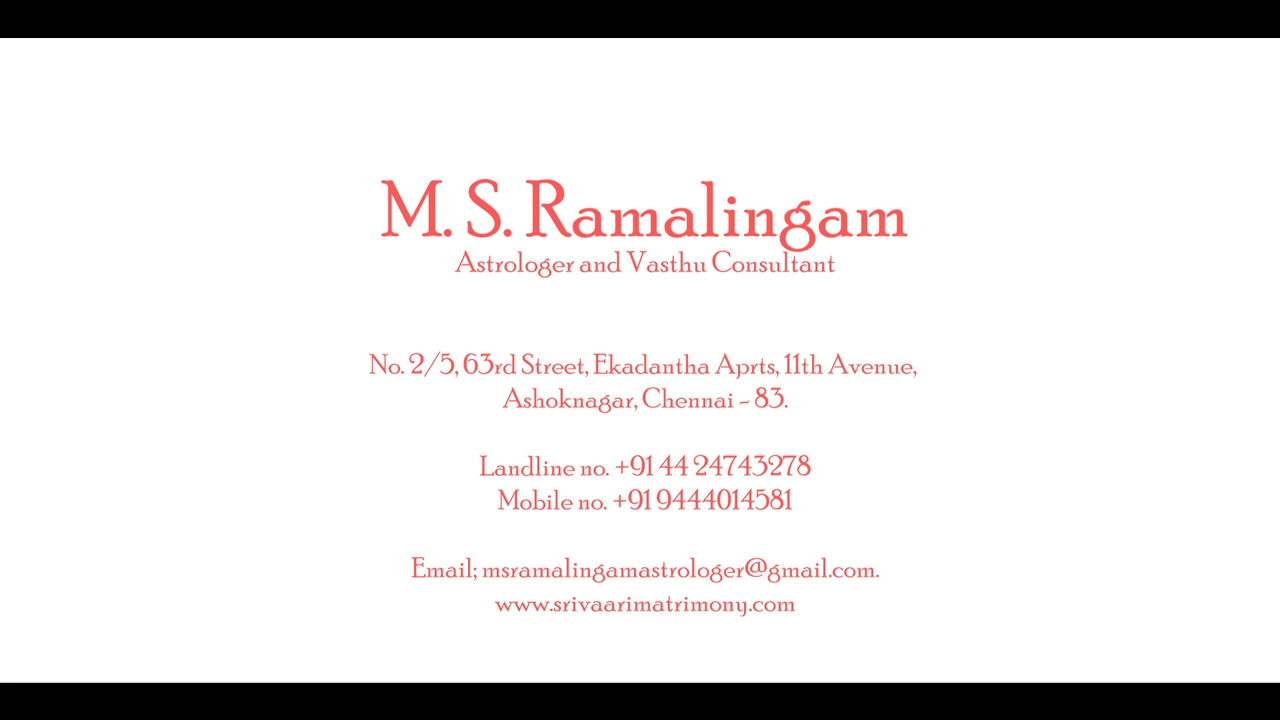 M. S. Ramalingam
Astrologer and Vasthu Consultant
No. 2/5, 63rd Street, Ekadantha Aprts, 11th Avenue,
Ashoknagar, Chennai - 83.
Landline no. +91 44 24743278
Mobile no. +91 9444014581
Email; msramalingamastrologer@gmail.com.
www.srivaarimatrimony.com